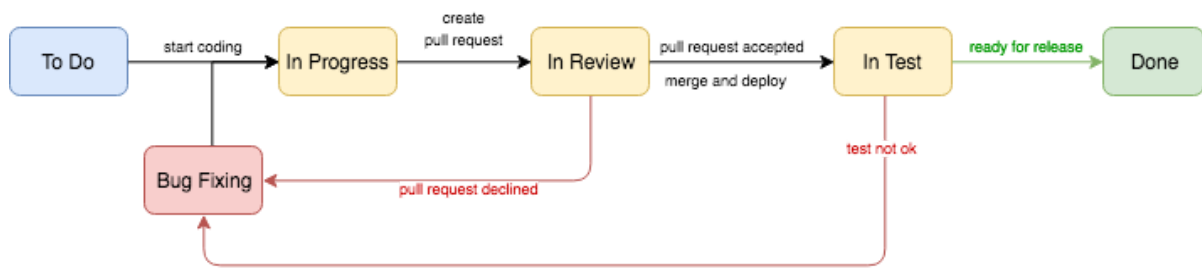 To Do
start coding
In Progress
create
pull request
In Review
pull request accepted
merge and deploy
In Test
ready for release
Done
test not ok
Bug Fixing
pull request declined